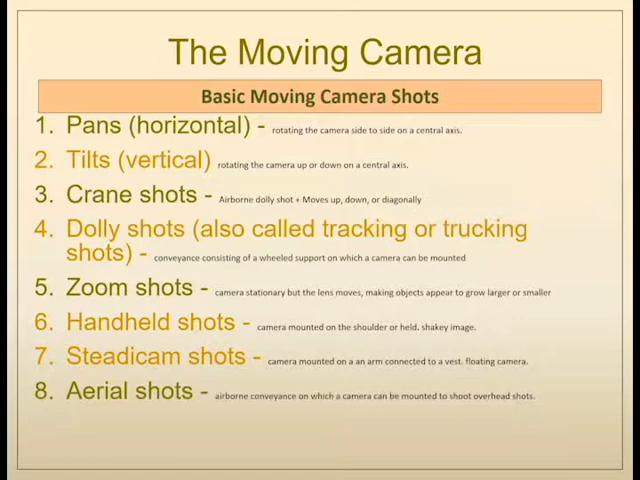 The Moving Camera
Basic Moving Camera Shots
1. Pans (horizontal) - rotating the camera side to side on a central axis.
2. Tilts (vertical) rotating the camera up or down on a central axis.
3. Crane shots - Airborne dolly shot + Moves up, down, or diagonally
4. Dolly shots (also called tracking or trucking
shots) - conveyance consisting of a wheeled support on which a camera can be mounted
5. Zoom shots - camera stationary but the lens moves, making objects appear to grow larger or smaller
6. Handheld shots - camera mounted on the shoulder or held. shakey image.
7. Steadicam shots - camera mounted on a an arm connected to a vest. floating camera.
8. Aerial shots - airborne conveyance on which a camera can be mounted to shoot overhead shots.